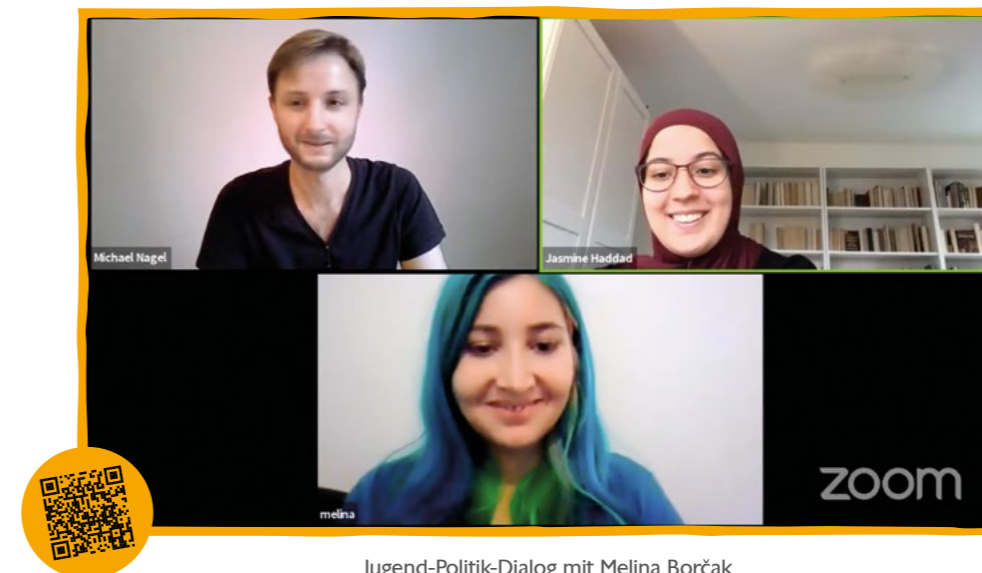 Michael Nagel
Jasmine Haddad
melina
zoom
Jugend-Politik-Dialog mit Melina Borčak